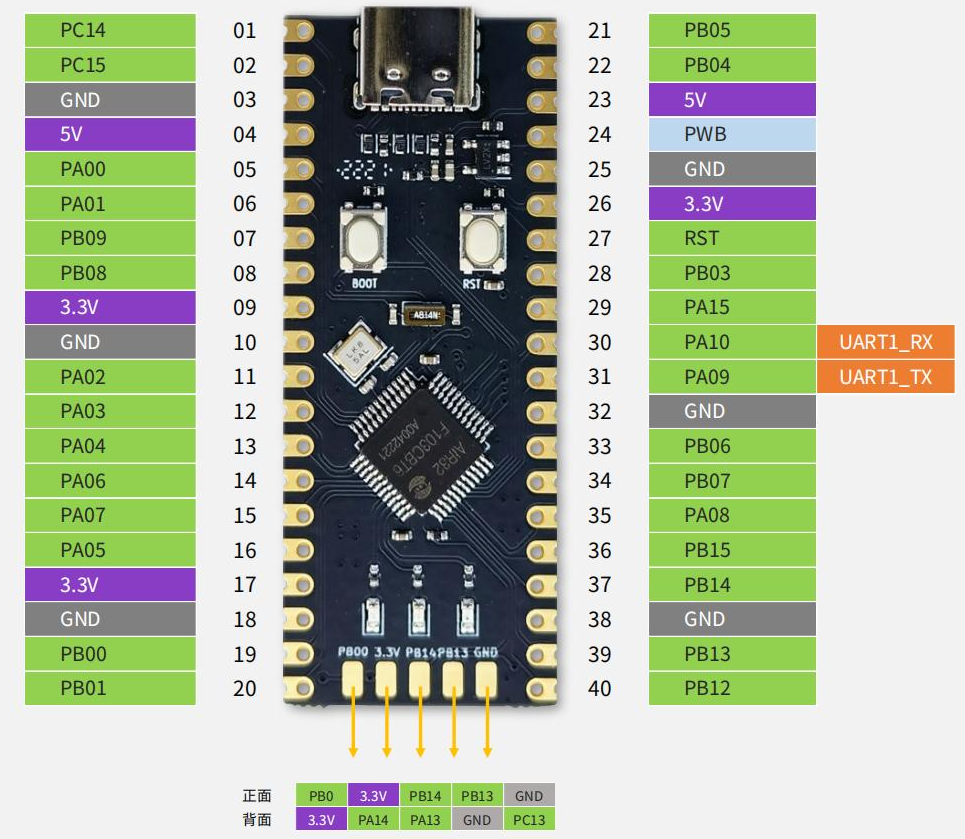 PC14 01 21 PB05
PC15 02 22 PB04
GND 03 23 5V
5V 04 24 PWB
PA00 05 25 GND
PA01 06 26 3.3V
PB09 07 27 RST
PB08 08 28 PB03
BOOT RST
3.3V 09 29 PA15
GND 10 30 PA10 UART1_RX
PA02 11 31 PA09 UART1_TX
PA03 12 32 GND
PA04 13 33 PB06
PA06 14 34 PB07
PA07 15 35 PA08
PA05 16 36 PB15
3.3V 17 37 PB14
GND 18 38 GND
PB00 19 39 PB13
PB01 20 40 PB12
AIR32
F103CBT6
PB00 3.3V PB14 PB13 GND
正面 PB0 3.3V PB14 PB13 GND
背面 3.3V PA14 PA13 GND PC13